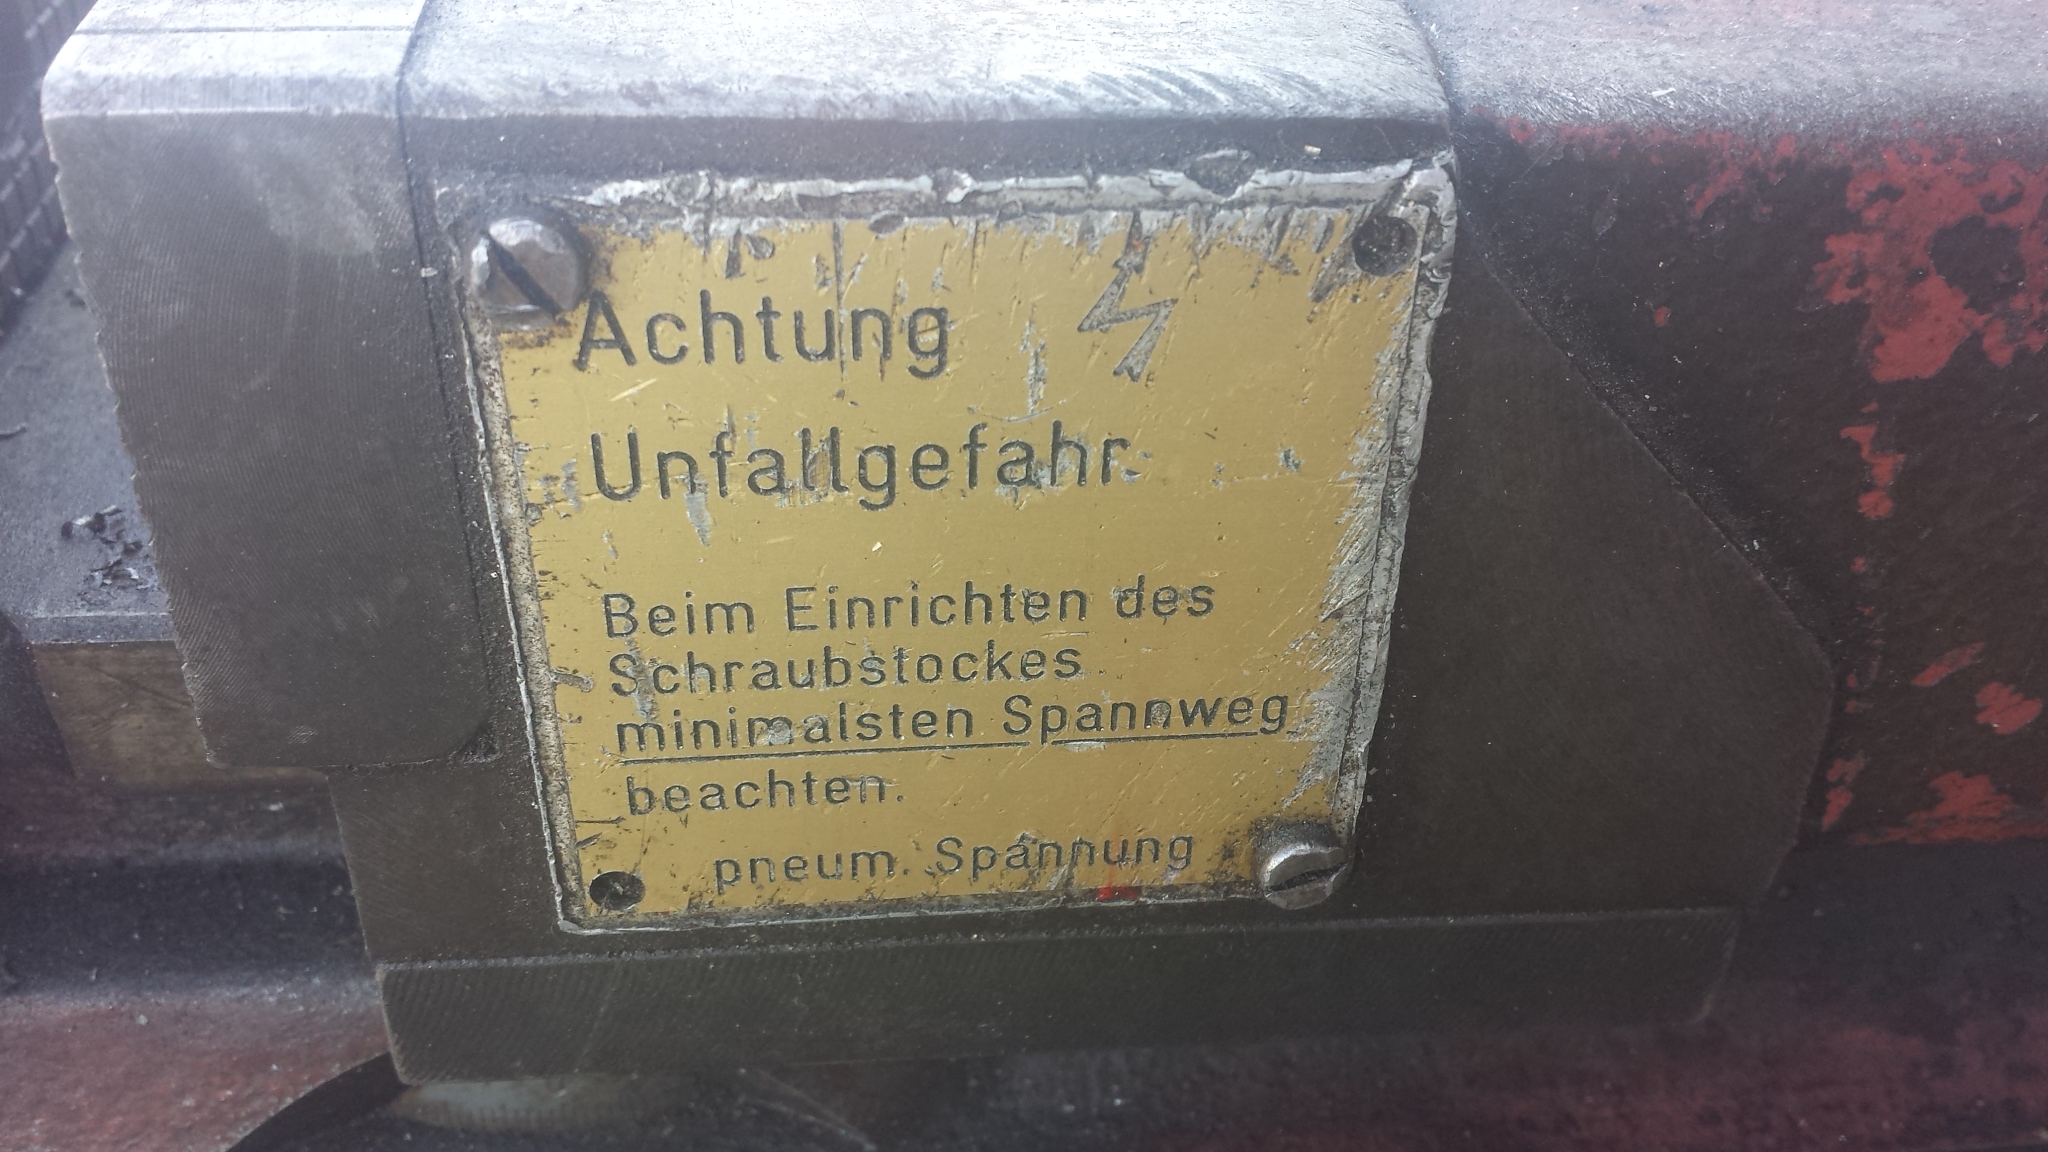 Achtung
Unfallgefahr
Beim Einrichten des
Schraubstockes
minimalsten Spannweg
beachten.
pneum. Spannung